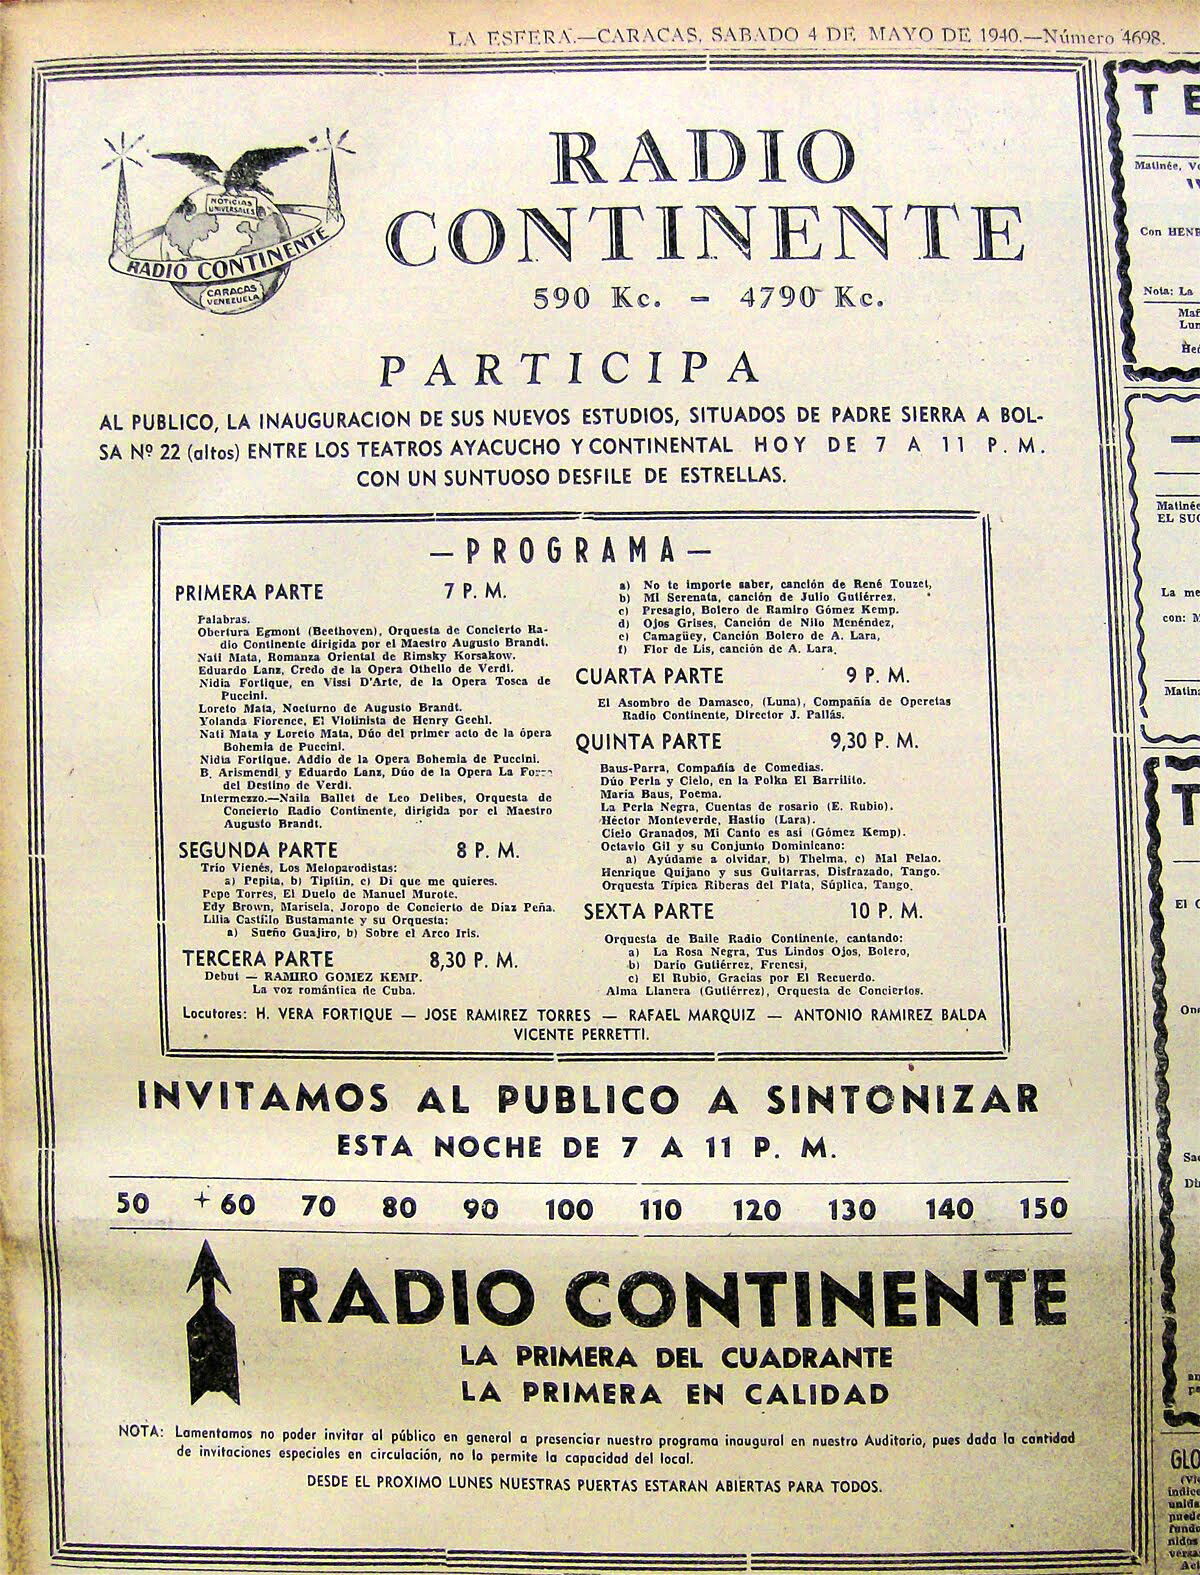 LA ESFERA.—CARACAS, SABADO 4 DE MAYO DE 1940.—Número 4698.
NOTICIAS
UNIVERSALES
RADIO CONTINENTE
CARACAS
VENEZUELA
RADIO
CONTINENTE
590 Kc. - 4790 Kc.
PARTICIPA
AL PUBLICO, LA INAUGURACION DE SUS NUEVOS ESTUDIOS, SITUADOS DE PADRE SIERRA A BOL-
SA Nº 22 (altos) ENTRE LOS TEATROS AYACUCHO Y CONTINENTAL HOY DE 7 A 11 P. M.
CON UN SUNTUOSO DESFILE DE ESTRELLAS.
—PROGRAMA—
PRIMERA PARTE 7 P. M.
Palabras.
Obertura Egmont (Beethoven), Orquesta de Concierto Ra-
dio Continente dirigida por el Maestro Augusto Brandt.
Nati Mata, Romanza Oriental de Rimsky Korsakow.
Eduardo Lanz, Credo de la Opera Othello de Verdi.
Nidia Fortique, en Vissi D'Arte, de la Opera Tosca de
Puccini.
Loreto Mata, Nocturno de Augusto Brandt.
Yolanda Fiorence, El Violinista de Henry Geehl.
Nati Mata y Loreto Mata, Dúo del primer acto de la ópera
Bohemia de Puccini.
Nidia Fortique. Addio de la Opera Bohemia de Puccini.
B. Arismendi y Eduardo Lanz, Dúo de la Opera La Forza
del Destino de Verdi.
Intermezzo.—Naila Ballet de Leo Delibes, Orquesta de
Concierto Radio Continente, dirigida por el Maestro
Augusto Brandt.
SEGUNDA PARTE 8 P. M.
Trío Vienés, Los Meloparodistas:
a) Pepita, b) Tipitin, c) Di que me quieres.
Pepe Torres, El Duelo de Manuel Murote.
Edy Brown, Marisela, Joropo de Concierto de Díaz Peña.
Lilia Castillo Bustamante y su Orquesta:
a) Sueño Guajiro, b) Sobre el Arco Iris.
TERCERA PARTE 8,30 P. M.
Debut — RAMIRO GOMEZ KEMP.
La voz romántica de Cuba.
a) No te importe saber, canción de René Touzet,
b) Mi Serenata, canción de Julio Gutiérrez,
c) Presagio, Bolero de Ramiro Gómez Kemp.
d) Ojos Grises, Canción de Nilo Menéndez,
e) Camagüey, Canción Bolero de A. Lara,
f) Flor de Lis, canción de A. Lara,
CUARTA PARTE 9 P. M.
El Asombro de Damasco, (Luna), Compañía de Operetas
Radio Continente, Director J. Pallás.
QUINTA PARTE 9,30 P. M.
Baus-Parra, Compañía de Comedias.
Dúo Perla y Cielo, en la Polka El Barrilito.
María Baus, Poema.
La Perla Negra, Cuentas de rosario (E. Rubio).
Héctor Monteverde, Hastío (Lara).
Cielo Granados, Mi Canto es así (Gómez Kemp).
Octavio Gil y su Conjunto Dominicano:
a) Ayúdame a olvidar, b) Thelma, c) Mal Pelao.
Henrique Quijano y sus Guitarras, Disfrazado, Tango.
Orquesta Típica Riberas del Plata, Súplica, Tango.
SEXTA PARTE 10 P. M.
Orquesta de Baile Radio Continente, cantando:
a) La Rosa Negra, Tus Lindos Ojos, Bolero,
b) Darío Gutiérrez, Frenesi,
c) El Rubio, Gracias por El Recuerdo.
Alma Llanera (Gutiérrez), Orquesta de Conciertos.
Locutores: H. VERA FORTIQUE — JOSE RAMIREZ TORRES — RAFAEL MARQUIZ — ANTONIO RAMIREZ BALDA
VICENTE PERRETTI.
INVITAMOS AL PUBLICO A SINTONIZAR
ESTA NOCHE DE 7 A 11 P. M.
50 + 60 70 80 90 100 110 120 130 140 150
RADIO CONTINENTE
LA PRIMERA DEL CUADRANTE
LA PRIMERA EN CALIDAD
NOTA: Lamentamos no poder invitar al público en general a presenciar nuestro programa inaugural en nuestro Auditorio, pues dada la cantidad
de invitaciones especiales en circulación, no lo permite la capacidad del local.
DESDE EL PROXIMO LUNES NUESTRAS PUERTAS ESTARAN ABIERTAS PARA TODOS.
TE
Matinée,
Con
Nota: La
Matinée
La me
con:
GLO